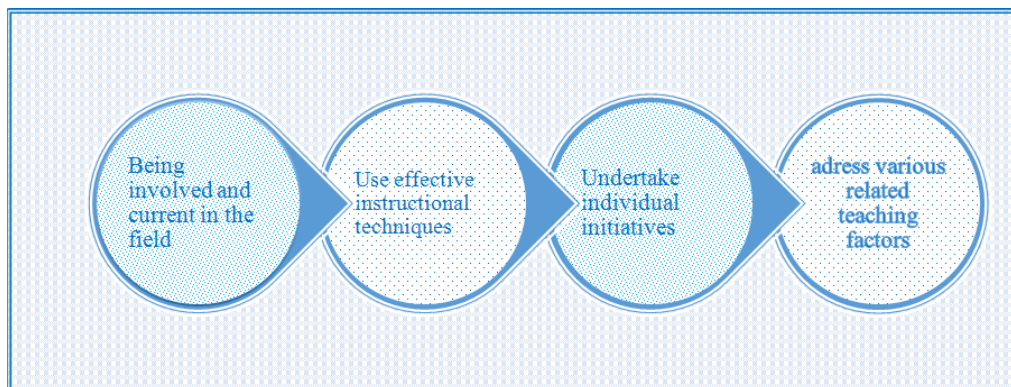 Being
involved and
current in the
field
Use effective
instructional
techniques
Undertake
individual
initiatives
adress various
related
teaching
factors